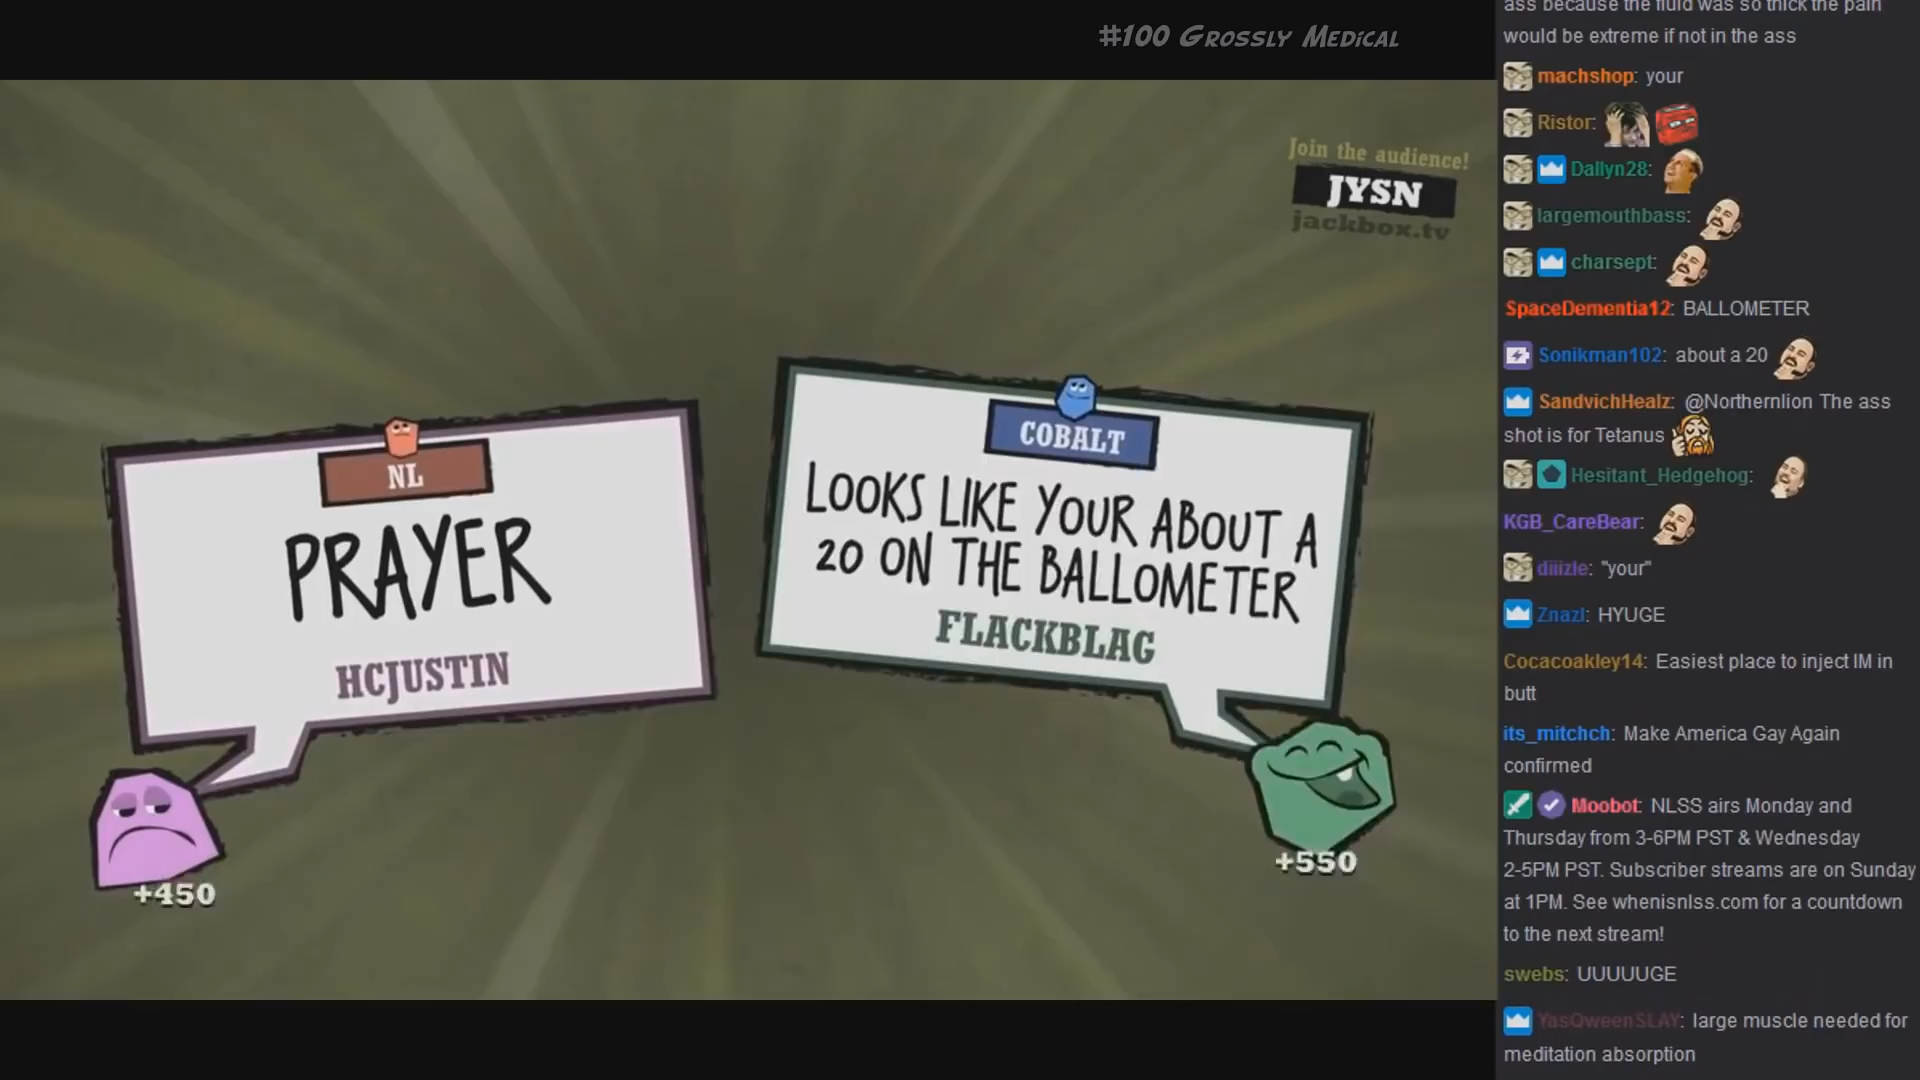 #100 Grossly Medical
Join the audience!
JYSN
jackbox.tv
NL
PRAYER
HCJUSTIN
+450
COBALT
LOOKS LIKE YOUR ABOUT A
20 ON THE BALLOMETER
FLACKBLAG
+550
ass because the fluid was so thick the pain
would be extreme if not in the ass
machshop: your
Ristor:
Dallyn28:
largemouthbass:
charsept:
SpaceDementia12: BALLOMETER
Sonikman102: about a 20
SandvichHealz: @Northernlion The ass
shot is for Tetanus
Hesitant_Hedgehog:
KGB_CareBear:
diiizle: "your"
Znazl: HYUGE
Cocacoakley14: Easiest place to inject IM in
butt
its_mitchch: Make America Gay Again
confirmed
Moobot: NLSS airs Monday and
Thursday from 3-6PM PST & Wednesday
2-5PM PST. Subscriber streams are on Sunday
at 1PM. See whenisnlss.com for a countdown
to the next stream!
swebs: UUUUUGE
YasQweenSLAY: large muscle needed for
meditation absorption